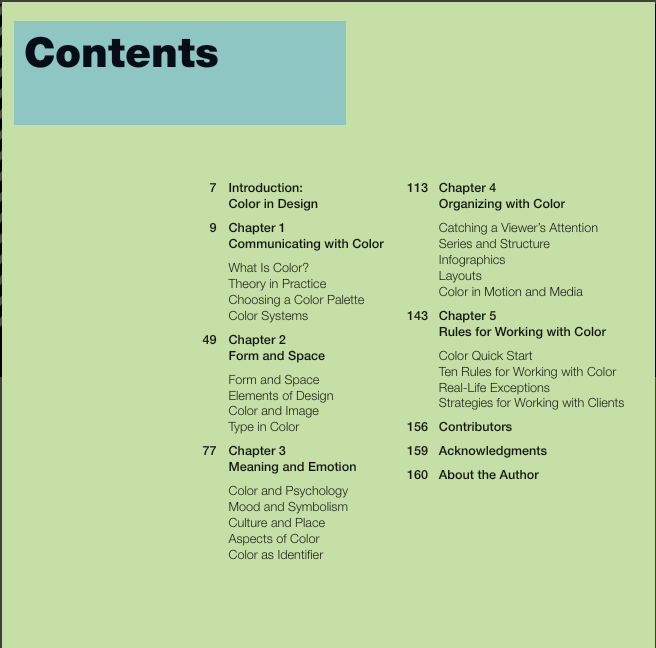 Contents
7 Introduction:
Color in Design
9 Chapter 1
Communicating with Color
What Is Color?
Theory in Practice
Choosing a Color Palette
Color Systems
49 Chapter 2
Form and Space
Form and Space
Elements of Design
Color and Image
Type in Color
77 Chapter 3
Meaning and Emotion
Color and Psychology
Mood and Symbolism
Culture and Place
Aspects of Color
Color as Identifier
113 Chapter 4
Organizing with Color
Catching a Viewer’s Attention
Series and Structure
Infographics
Layouts
Color in Motion and Media
143 Chapter 5
Rules for Working with Color
Color Quick Start
Ten Rules for Working with Color
Real-Life Exceptions
Strategies for Working with Clients
156 Contributors
159 Acknowledgments
160 About the Author